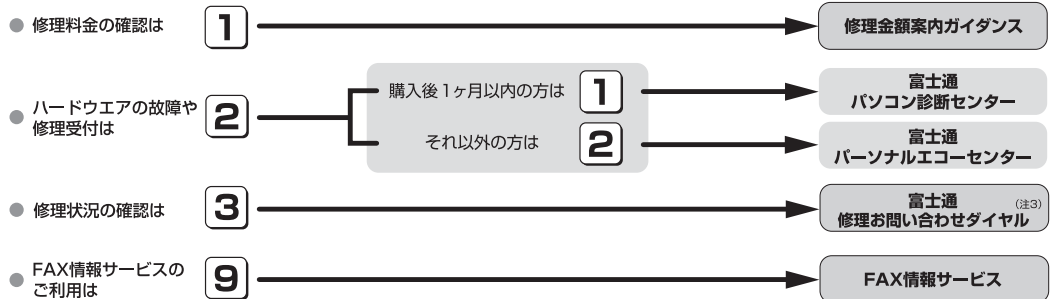 ● 修理料金の確認は 1 修理金額案内ガイダンス
● ハードウエアの故障や
修理受付は 2
購入後1ヶ月以内の方は 1
富士通
パソコン診断センター
それ以外の方は 2
富士通
パーソナルエコーセンター
● 修理状況の確認は 3
富士通 (注3)
修理お問い合わせダイヤル
● FAX情報サービスの
ご利用は 9
FAX情報サービス